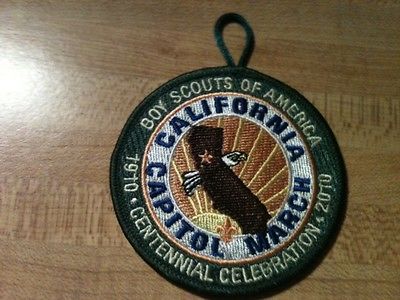 BOY SCOUTS OF AMERICA
CALIFORNIA
CAPITOL MARCH
1910 • CENTENNIAL CELEBRATION • 2010